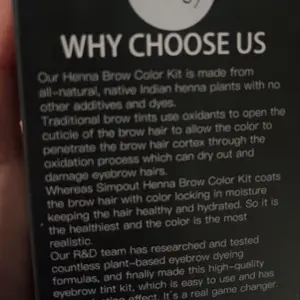 WHY CHOOSE US
Our Henna Brow Color Kit is made from
all-natural, native Indian henna plants with no
other additives and dyes.
Traditional brow tints use oxidants to open the
cuticle of the brow hair to allow the color to
penetrate the brow hair cortex through the
oxidation process which can dry out and
damage eyebrow hairs.
Whereas Simpout Henna Brow Color Kit coats
the brow hair with color locking in moisture
keeping the hair healthy and hydrated. So it is
the healthiest and the color is the most
realistic.
Our R&D team has researched and tested
countless plant-based eyebrow dyeing
formulas, and finally made this high-quality
eyebrow tint kit, which is easy to use and has
effect. It's a real game changer